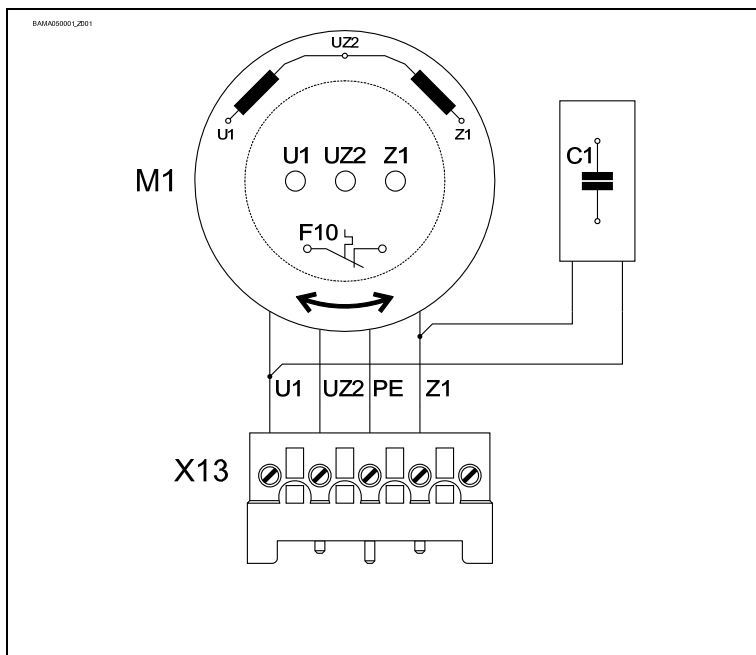 BAMA050001_Z001
UZ2
U1 Z1
U1 UZ2 Z1
C1
M1
F10
U1 UZ2 PE Z1
X13